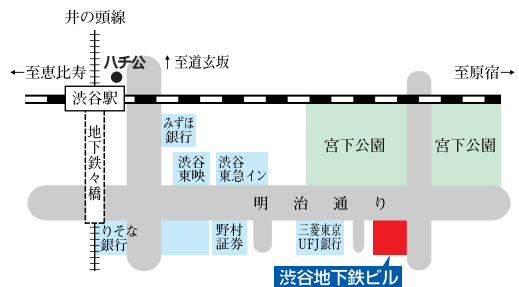 井の頭線
ハチ公
↑至道玄坂
←至恵比寿
至原宿→
渋谷駅
みずほ
銀行
地下鉄々橋
渋谷
東映
渋谷
東急イン
宮下公園
宮下公園
明治通り
りそな
銀行
野村
証券
三菱東京
UFJ銀行
渋谷地下鉄ビル